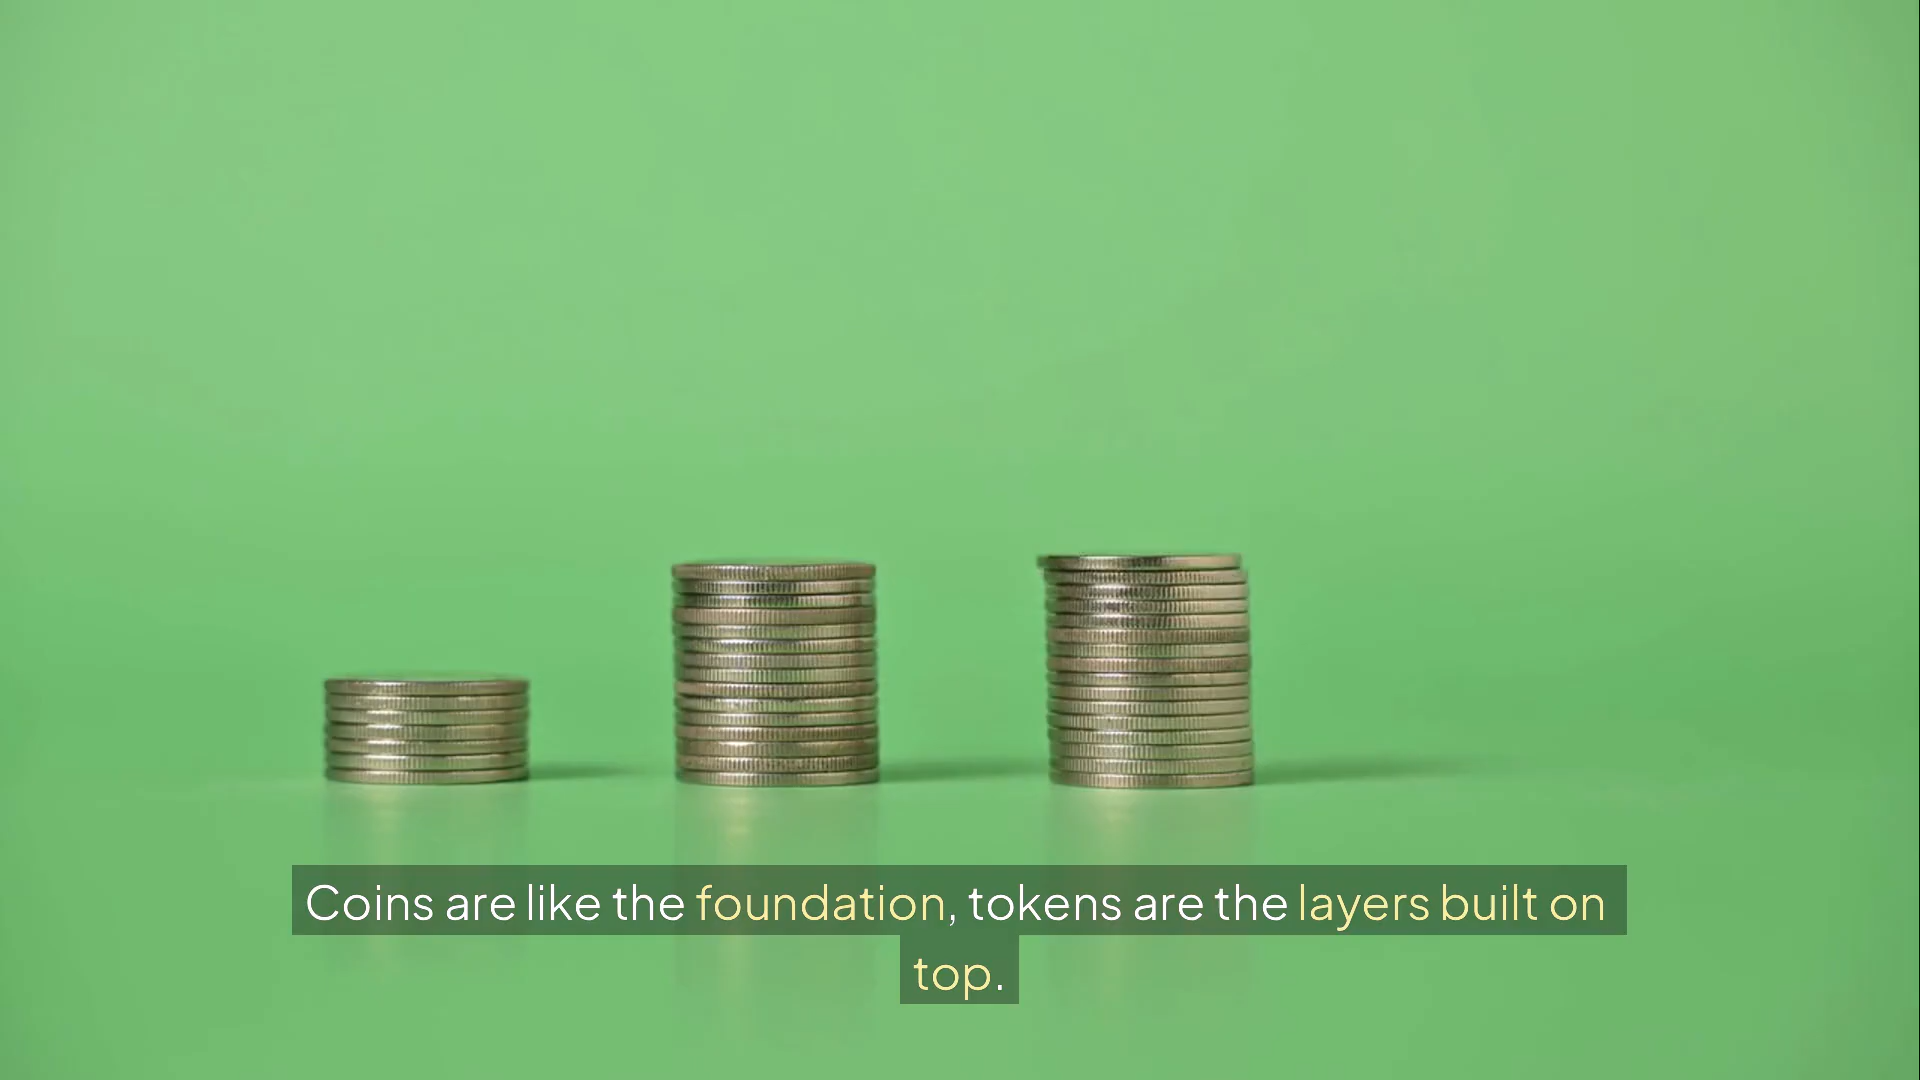 Coins are like the foundation, tokens are the layers built on
top.